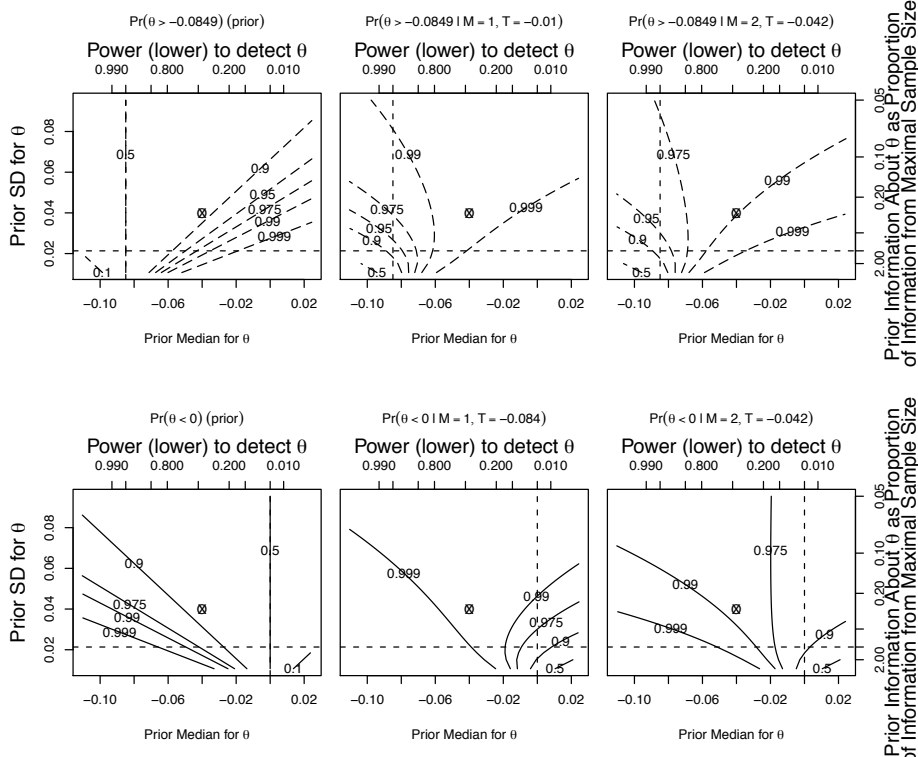 Pr(θ > −0.0849) (prior)
Power (lower) to detect θ
0.990 0.800 0.200 0.010
Prior SD for θ
0.08
0.06
0.04
0.02
0.5
0.9
0.95
0.975
0.99
0.999
0.1
−0.10 −0.06 −0.02 0.02
Prior Median for θ
Pr(θ > −0.0849 | M = 1, T = −0.01)
Power (lower) to detect θ
0.990 0.800 0.200 0.010
0.99
0.975
0.999
0.95
0.9
0.5
−0.10 −0.06 −0.02 0.02
Prior Median for θ
Pr(θ > −0.0849 | M = 2, T = −0.042)
Power (lower) to detect θ
0.990 0.800 0.200 0.010
0.975
0.99
0.95
0.999
0.9
0.5
−0.10 −0.06 −0.02 0.02
Prior Median for θ
0.05
0.10
0.20
2.00
Prior Information About θ as Proportion
of Information from Maximal Sample Size
Pr(θ < 0) (prior)
Power (lower) to detect θ
0.990 0.800 0.200 0.010
Prior SD for θ
0.08
0.06
0.04
0.02
0.5
0.9
0.975
0.99
0.999
0.1
−0.10 −0.06 −0.02 0.02
Prior Median for θ
Pr(θ < 0 | M = 1, T = −0.084)
Power (lower) to detect θ
0.990 0.800 0.200 0.010
0.999
0.99
0.975
0.9
0.5
−0.10 −0.06 −0.02 0.02
Prior Median for θ
Pr(θ < 0 | M = 2, T = −0.042)
Power (lower) to detect θ
0.990 0.800 0.200 0.010
0.975
0.99
0.999
0.9
0.5
−0.10 −0.06 −0.02 0.02
Prior Median for θ
0.05
0.10
0.20
2.00
Prior Information About θ as Proportion
of Information from Maximal Sample Size